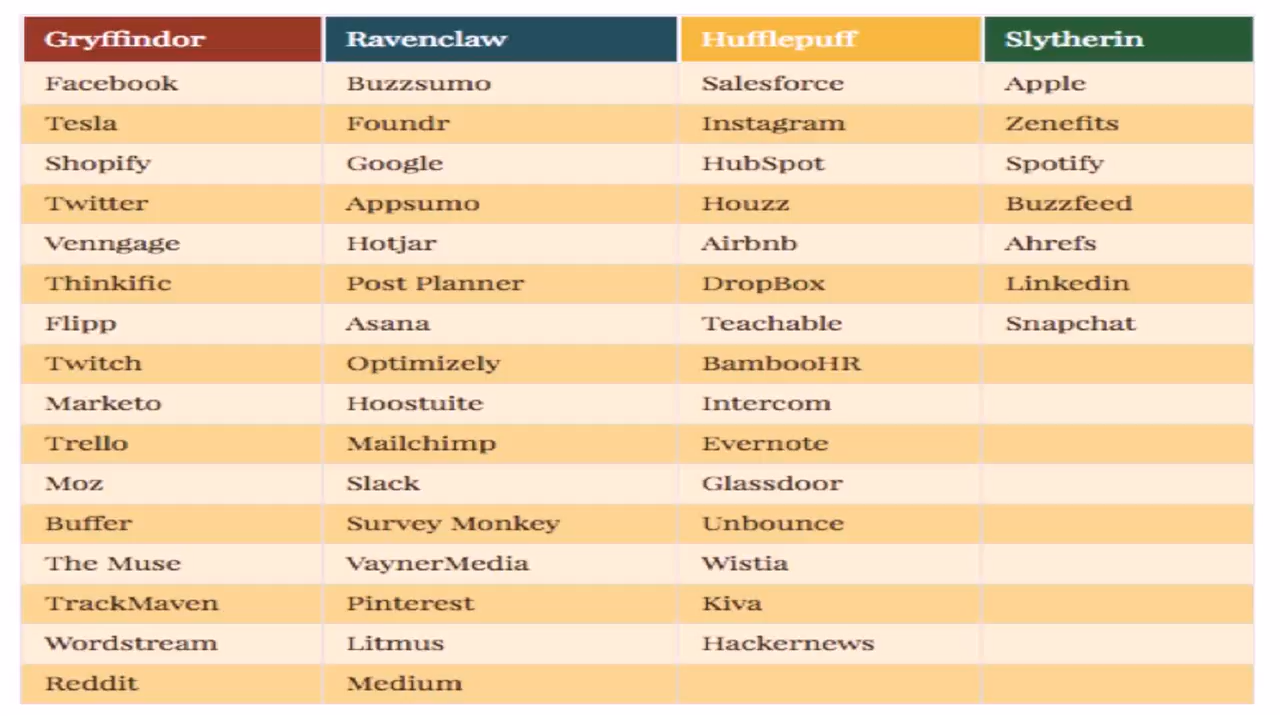 Gryffindor Ravenclaw Hufflepuff Slytherin
Facebook Buzzsumo Salesforce Apple
Tesla Foundr Instagram Zenefits
Shopify Google HubSpot Spotify
Twitter Appsumo Houzz Buzzfeed
Venngage Hotjar Airbnb Ahrefs
Thinkific Post Planner DropBox Linkedin
Flipp Asana Teachable Snapchat
Twitch Optimizely BambooHR
Marketo Hoostuite Intercom
Trello Mailchimp Evernote
Moz Slack Glassdoor
Buffer Survey Monkey Unbounce
The Muse VaynerMedia Wistia
TrackMaven Pinterest Kiva
Wordstream Litmus Hackernews
Reddit Medium